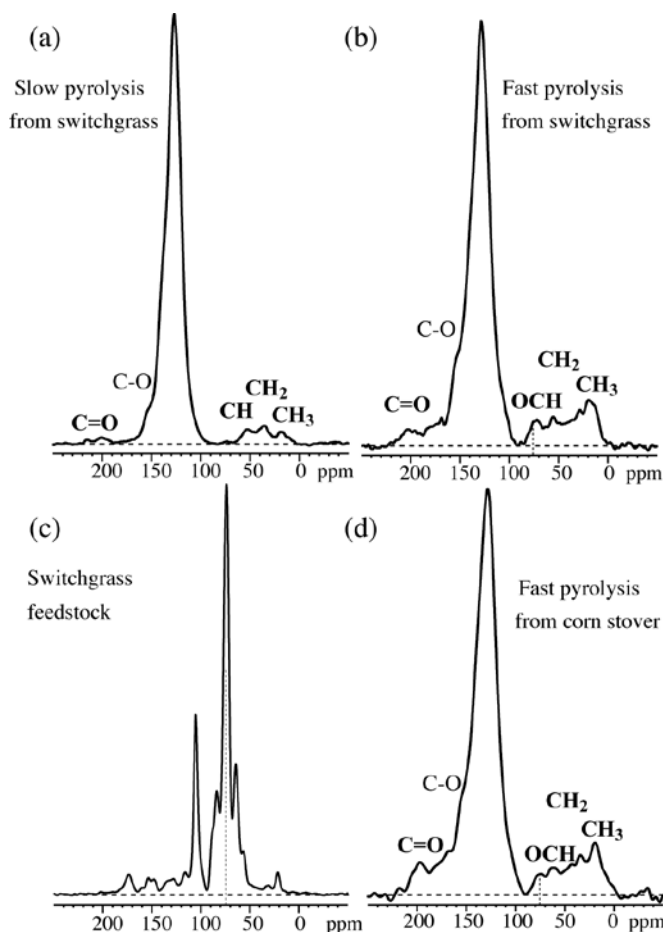 (a)
Slow pyrolysis
from switchgrass
C-O
C=O
CH
CH₂
CH₃
200 150 100 50 0 ppm
(b)
Fast pyrolysis
from switchgrass
C-O
C=O
OCH
CH₂
CH₃
200 150 100 50 0 ppm
(c)
Switchgrass
feedstock
200 150 100 50 0 ppm
(d)
Fast pyrolysis
from corn stover
C-O
C=O
OCH
CH₂
CH₃
200 150 100 50 0 ppm